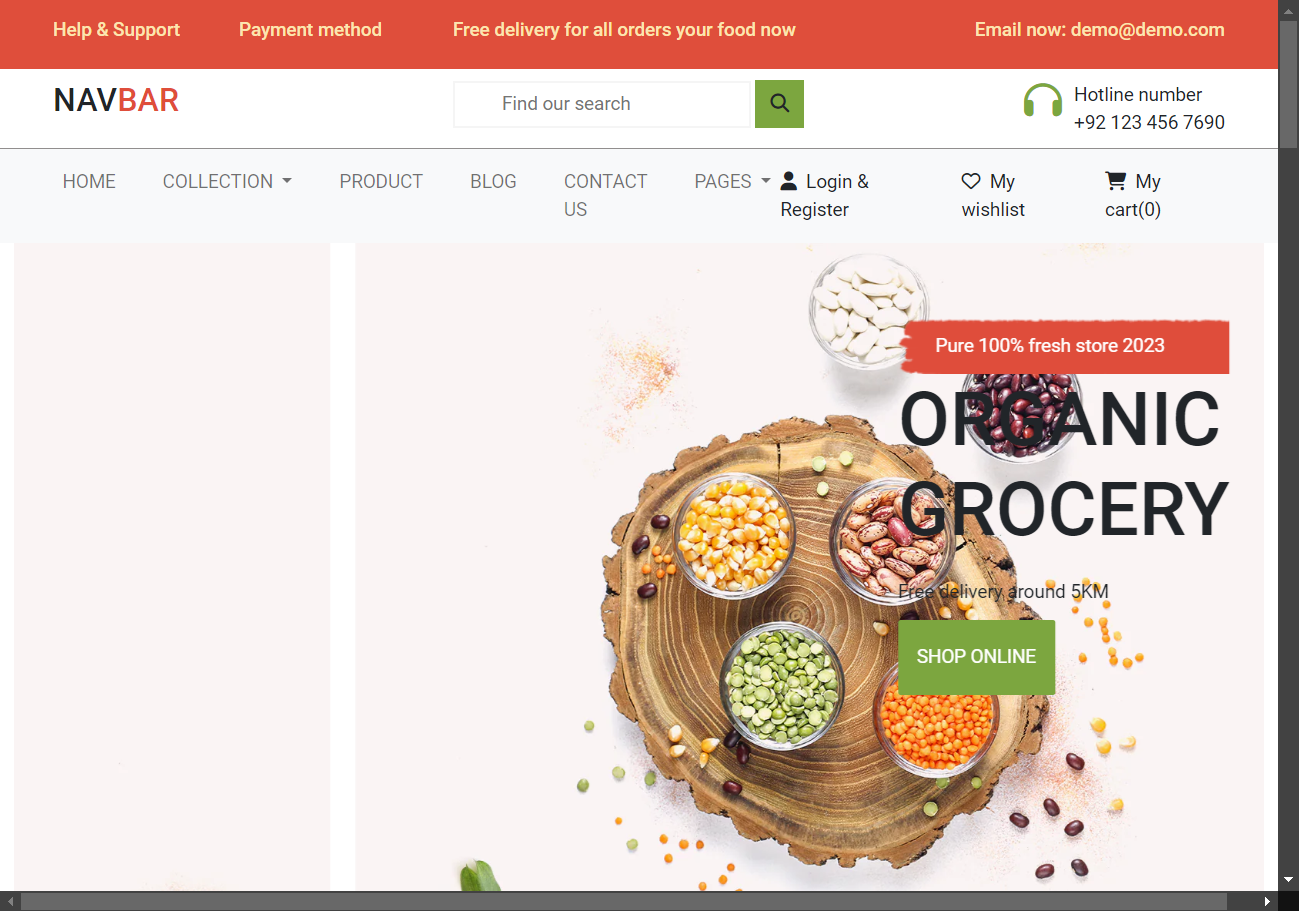 Help & Support Payment method Free delivery for all orders your food now Email now: demo@demo.com
NAVBAR
Find our search
Hotline number
+92 123 456 7690
HOME
COLLECTION
PRODUCT
BLOG
CONTACT
US
PAGES
Login &
Register
My
wishlist
My
cart(0)
Pure 100% fresh store 2023
ORGANIC
GROCERY
Free delivery around 5KM
SHOP ONLINE